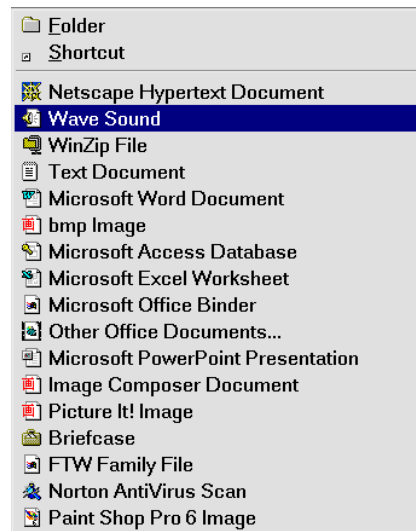 Folder
Shortcut
Netscape Hypertext Document
Wave Sound
WinZip File
Text Document
Microsoft Word Document
bmp Image
Microsoft Access Database
Microsoft Excel Worksheet
Microsoft Office Binder
Other Office Documents...
Microsoft PowerPoint Presentation
Image Composer Document
Picture It! Image
Briefcase
FTW Family File
Norton AntiVirus Scan
Paint Shop Pro 6 Image